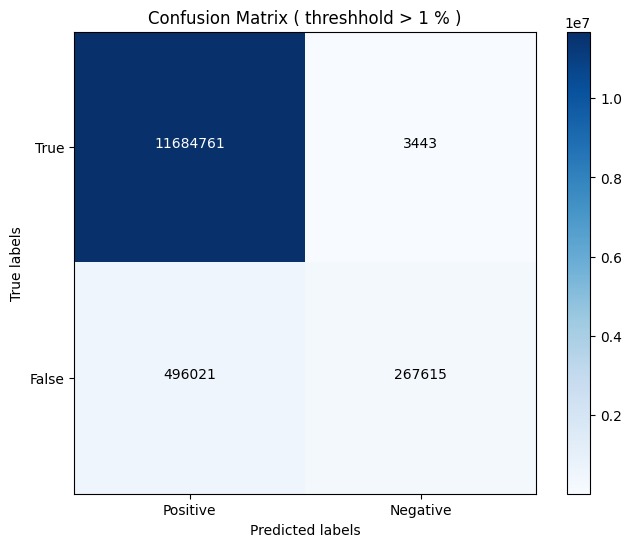 Confusion Matrix ( threshhold > 1 % )
1e7
1.0
0.8
0.6
0.4
0.2
True labels
True
False
11684761
3443
496021
267615
Positive
Negative
Predicted labels